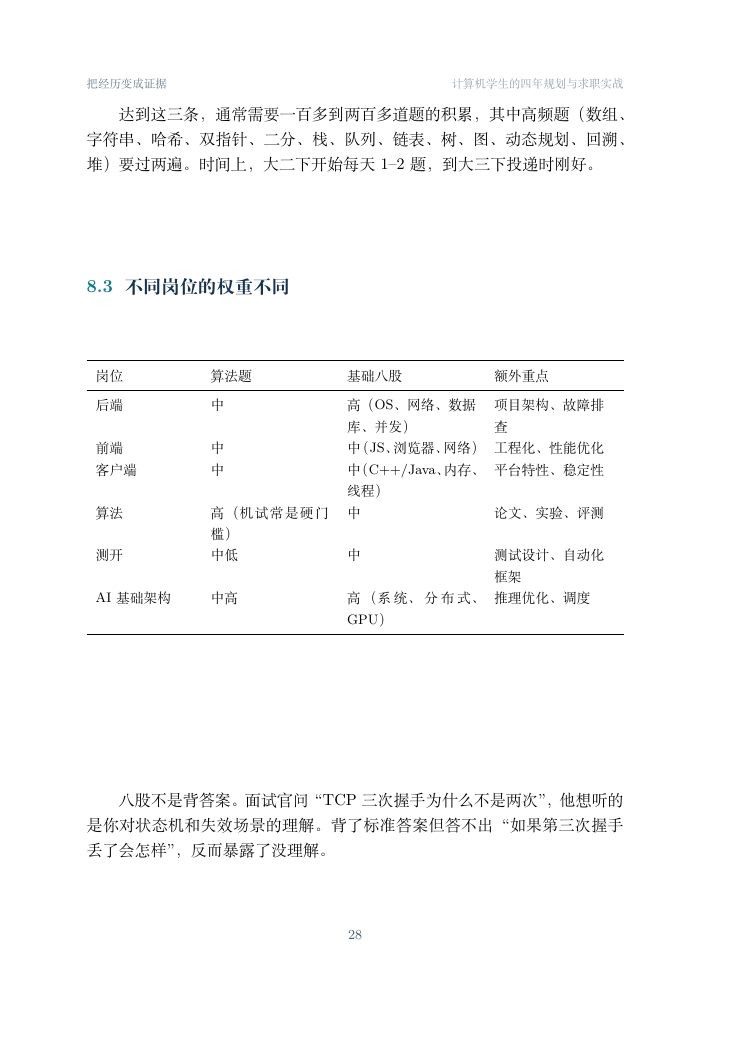 把经历变成证据 计算机学生的四年规划与求职实战
达到这三条，通常需要一百多到两百多道题的积累，其中高频题（数组、
字符串、哈希、双指针、二分、栈、队列、链表、树、图、动态规划、回溯、
堆）要过两遍。时间上，大二下开始每天 1–2 题，到大三下投递时刚好。
8.3 不同岗位的权重不同
岗位 算法题 基础八股 额外重点
后端 中 高（OS、网络、数据 项目架构、故障排
库、并发） 查
前端 中 中（JS、浏览器、网络） 工程化、性能优化
客户端 中 中（C++/Java、内存、 平台特性、稳定性
线程）
算法 高（机试常是硬门 中 论文、实验、评测
槛）
测开 中低 中 测试设计、自动化
框架
AI 基础架构 中高 高（系统、分布式、 推理优化、调度
GPU）
八股不是背答案。面试官问 “TCP 三次握手为什么不是两次”，他想听的
是你对状态机和失效场景的理解。背了标准答案但答不出 “如果第三次握手
丢了会怎样”，反而暴露了没理解。
28